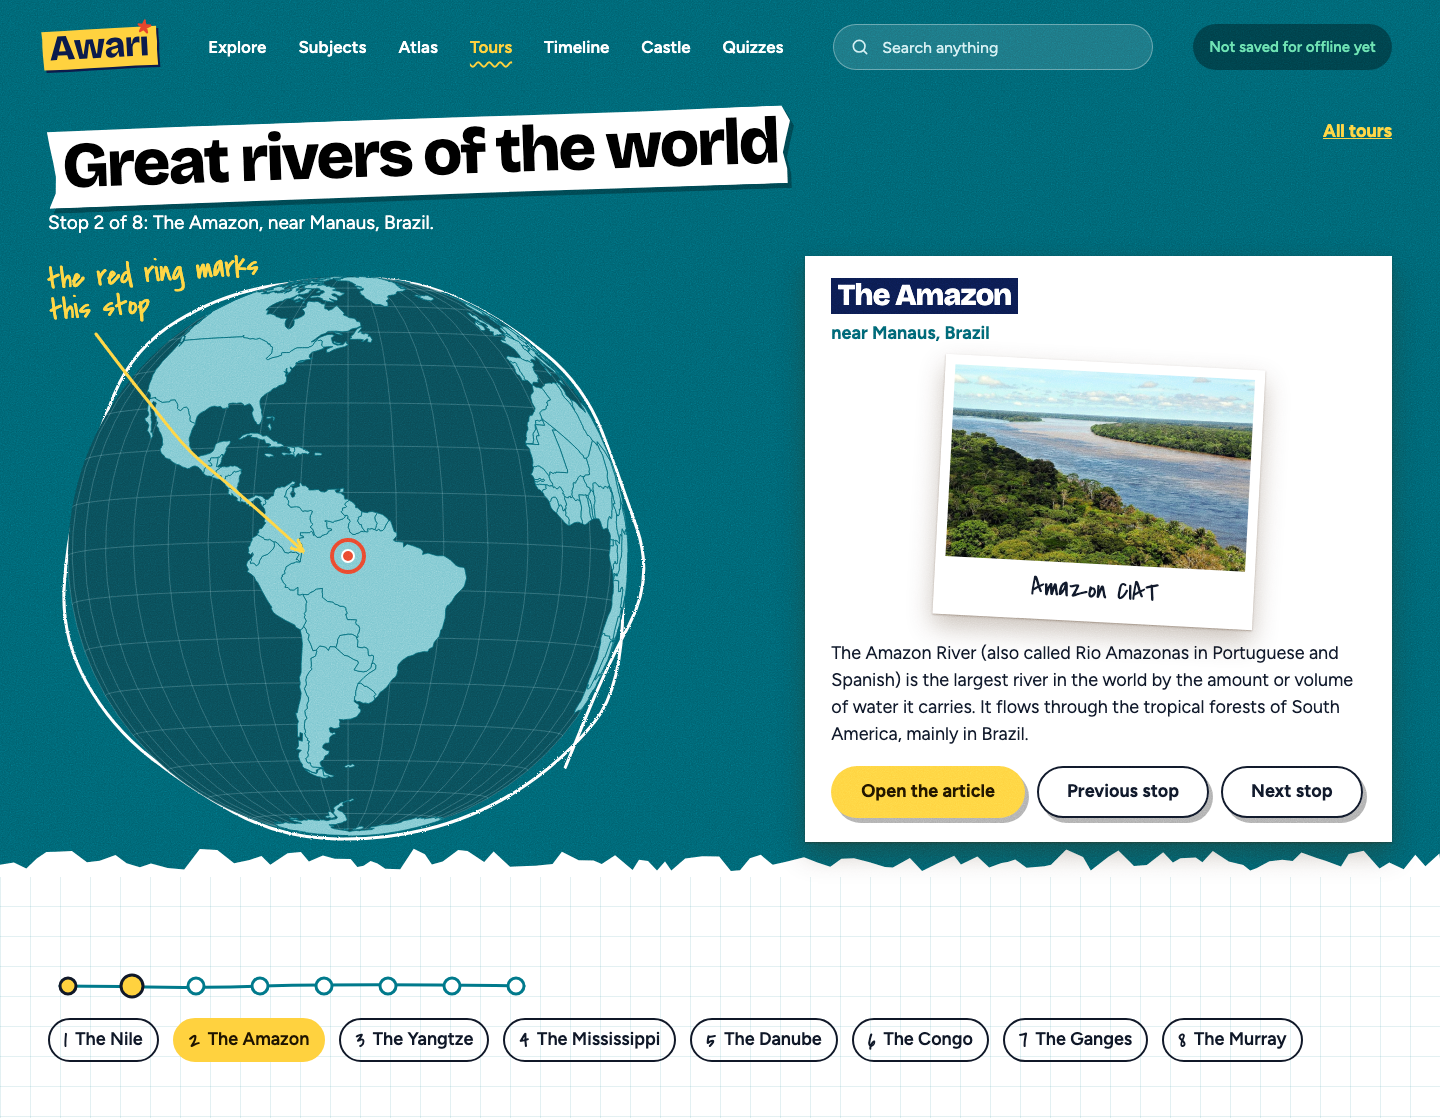 Awari
Explore
Subjects
Atlas
Tours
Timeline
Castle
Quizzes
Search anything
Not saved for offline yet
Great rivers of the world
All tours
Stop 2 of 8: The Amazon, near Manaus, Brazil.
the red ring marks
this stop
The Amazon
near Manaus, Brazil
Amazon CIAT
The Amazon River (also called Rio Amazonas in Portuguese and
Spanish) is the largest river in the world by the amount or volume
of water it carries. It flows through the tropical forests of South
America, mainly in Brazil.
Open the article
Previous stop
Next stop
1 The Nile
2 The Amazon
3 The Yangtze
4 The Mississippi
5 The Danube
6 The Congo
7 The Ganges
8 The Murray